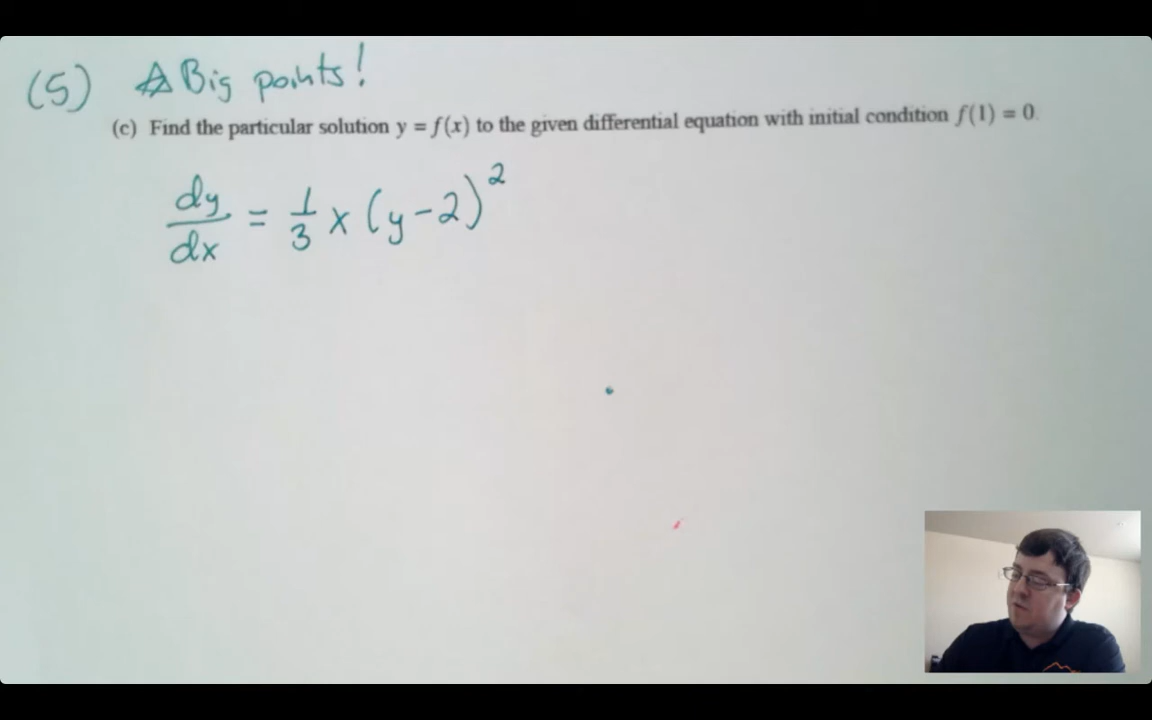 (5) ☆ Big points!
(c) Find the particular solution y = f(x) to the given differential equation with initial condition f(1) = 0.
dy/dx = 1/3 x (y-2)²